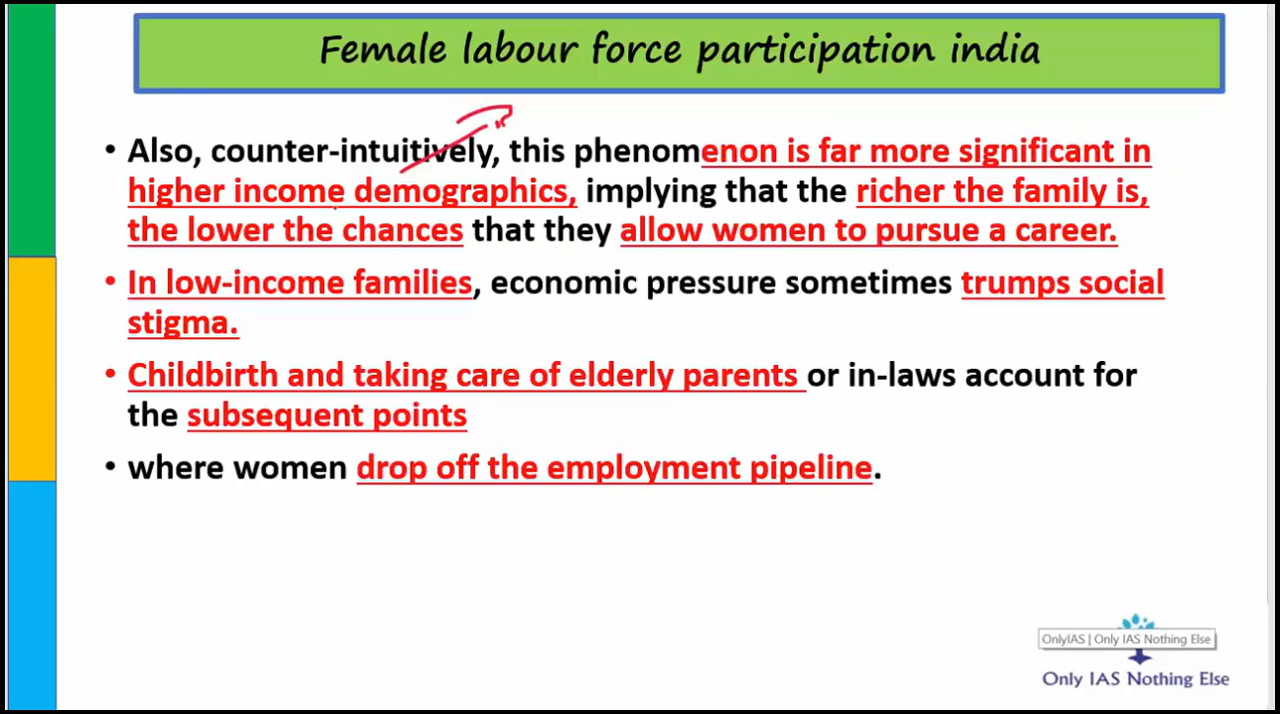 Female labour force participation india
• Also, counter-intuitively, this phenomenon is far more significant in
higher income demographics, implying that the richer the family is,
the lower the chances that they allow women to pursue a career.
• In low-income families, economic pressure sometimes trumps social
stigma.
• Childbirth and taking care of elderly parents or in-laws account for
the subsequent points
• where women drop off the employment pipeline.
OnlyIAS | Only IAS Nothing Else
Only IAS Nothing Else